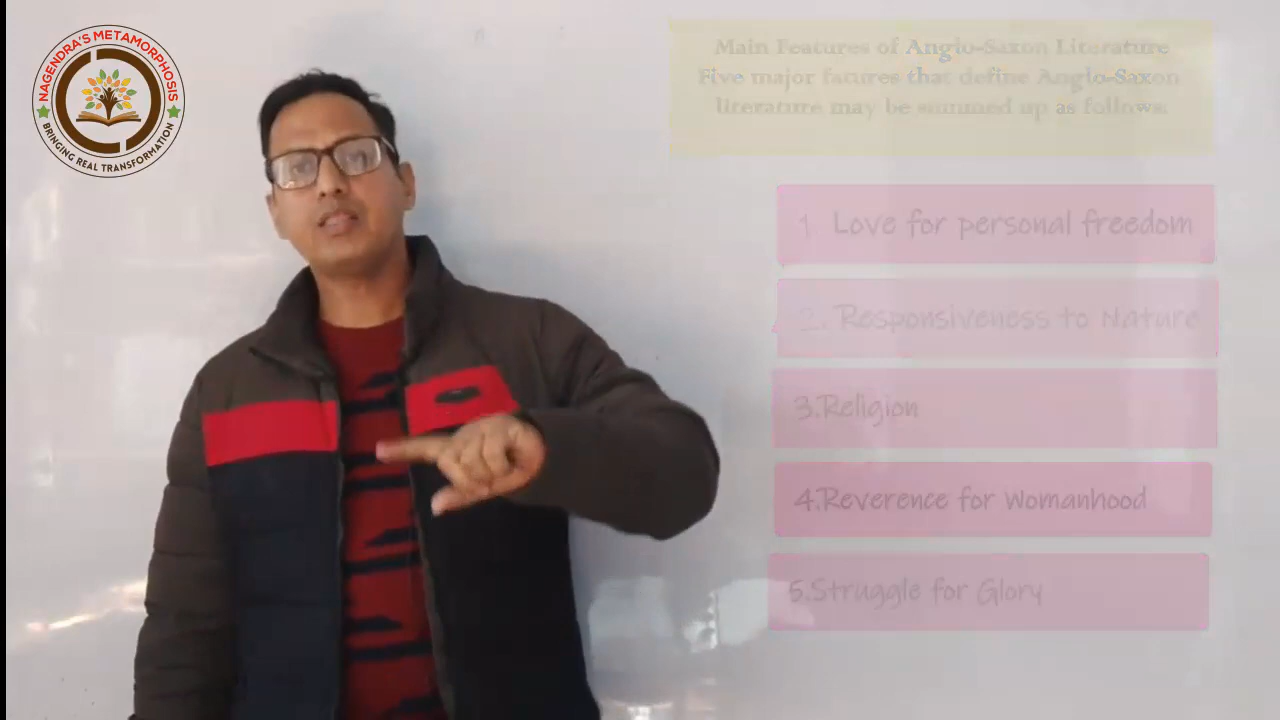 NAGENDRA'S METAMORPHOSIS
BRINGING REAL TRANSFORMATION
Main Features of Anglo-Saxon Literature
Five major fatures that define Anglo-Saxon
literature may be summed up as follows
1 Love for personal freedom
2. Responsiveness to Nature
3.Religion
4.Reverence for Womanhood
5.Struggle for Glory